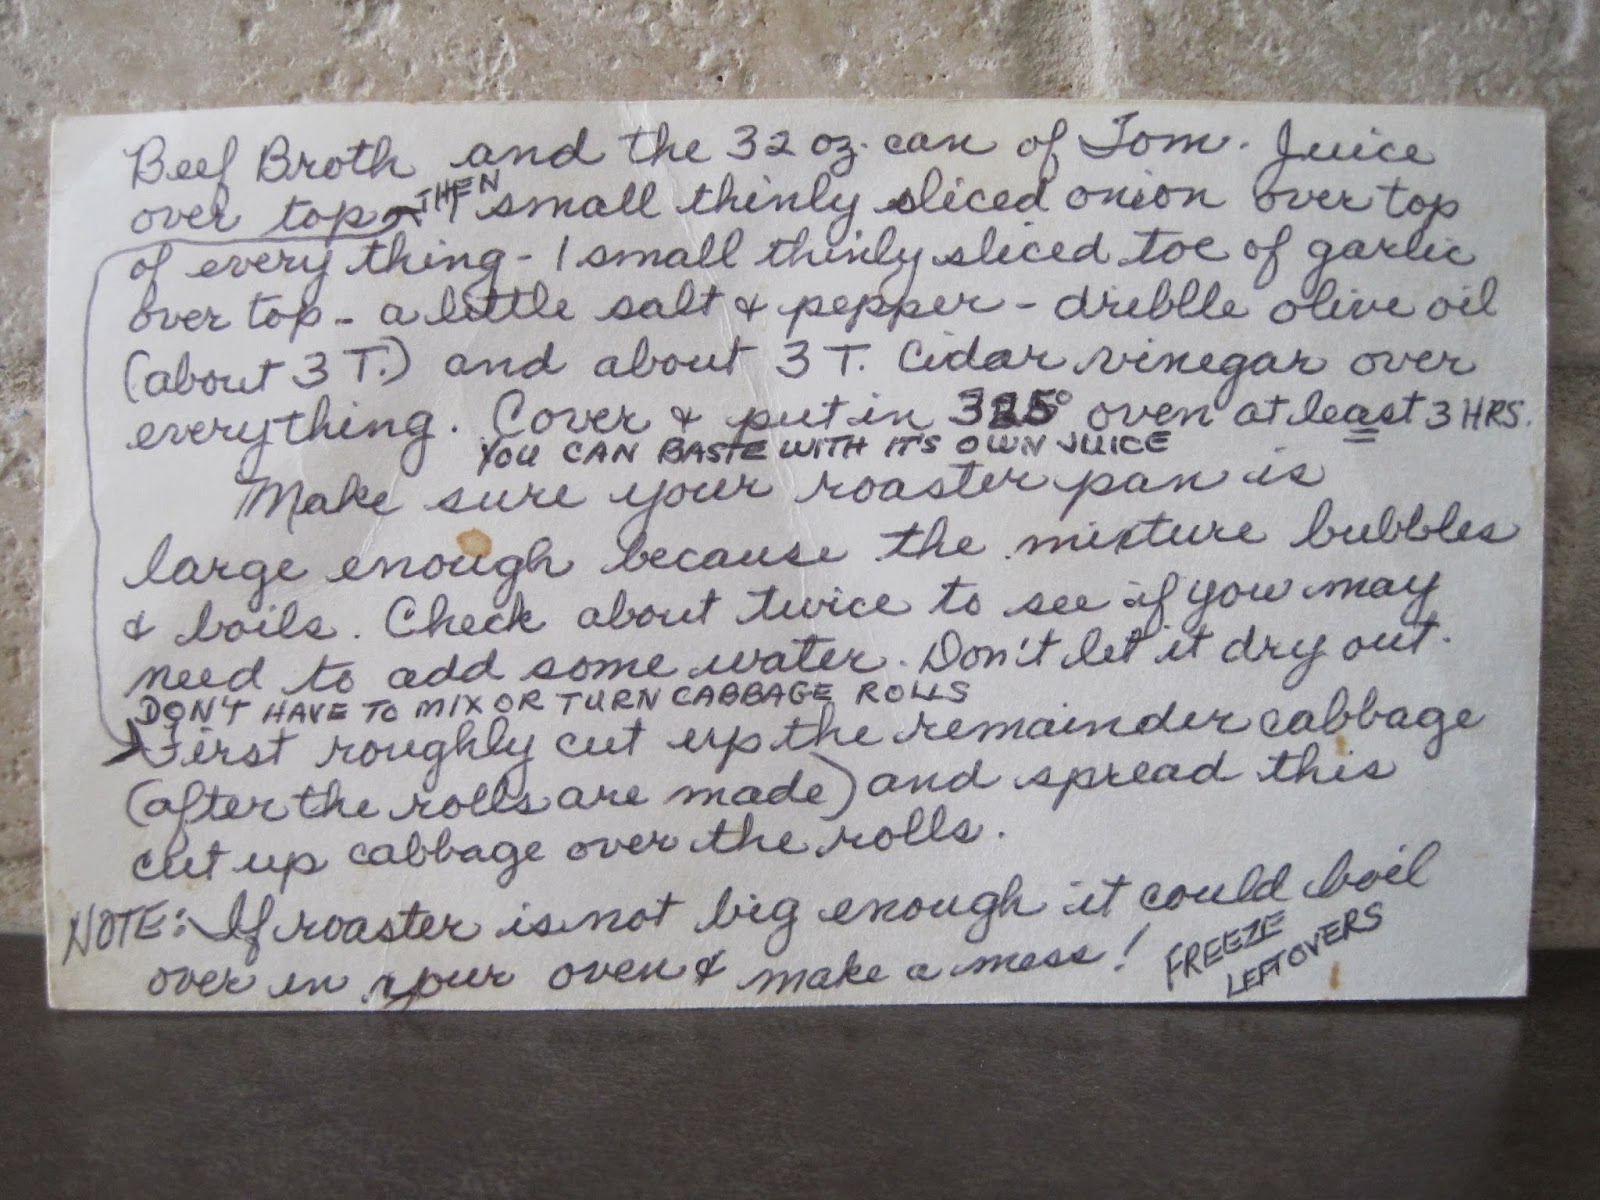 Beef Broth and the 32 oz. can of Tom. Juice
over top THEN 1 small thinly sliced onion over top
of every thing - 1 small thinly sliced toe of garlic
over top - a little salt & pepper - driblle olive oil
(about 3 T.) and about 3 T. Cidar vinegar over
everything. Cover & put in 325° oven at least 3 HRS.
YOU CAN BASTE WITH IT'S OWN JUICE
Make sure your roaster pan is
large enough because the mixture bubbles
& boils. Check about twice to see if you may
need to add some water. Don't let it dry out.
DON'T HAVE TO MIX OR TURN CABBAGE ROLLS
First roughly cut up the remainder cabbage
(after the rolls are made) and spread this
cut up cabbage over the rolls.
NOTE: If roaster is not big enough it could boil
over in your oven & make a mess!
FREEZE
LEFTOVERS